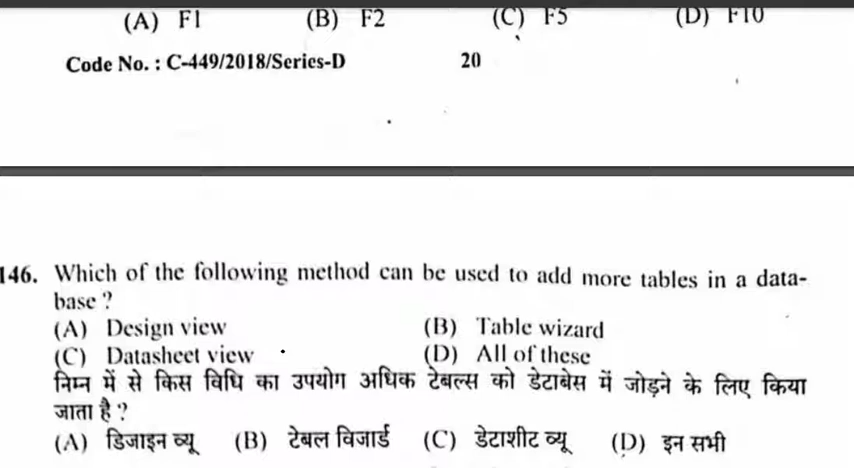 (A) F1 (B) F2 (C) F5 (D) F10
Code No. : C-449/2018/Series-D 20
146. Which of the following method can be used to add more tables in a data-
base ?
(A) Design view (B) Table wizard
(C) Datasheet view (D) All of these
निम्न में से किस विधि का उपयोग अधिक टेबल्स को डेटाबेस में जोड़ने के लिए किया
जाता है ?
(A) डिजाइन व्यू (B) टेबल विजार्ड (C) डेटाशीट व्यू (D) इन सभी